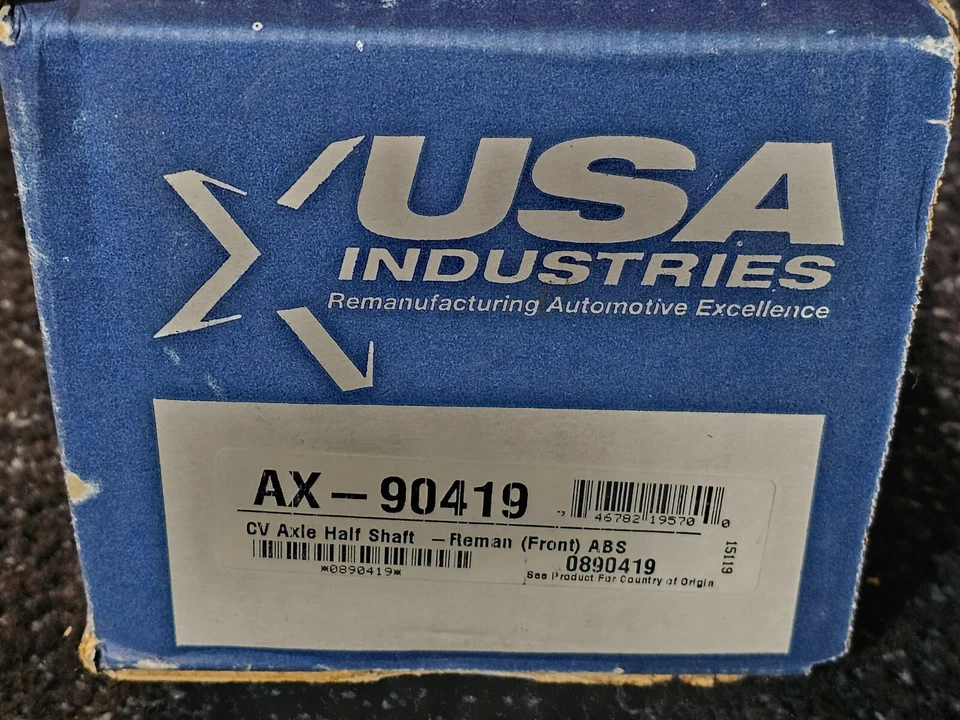 USA
INDUSTRIES
Remanufacturing Automotive Excellence
AX-90419
46782 19570 0
CV Axle Half Shaft -Reman (Front) ABS
*0890419*
0890419
See Product For Country of Origin
15119